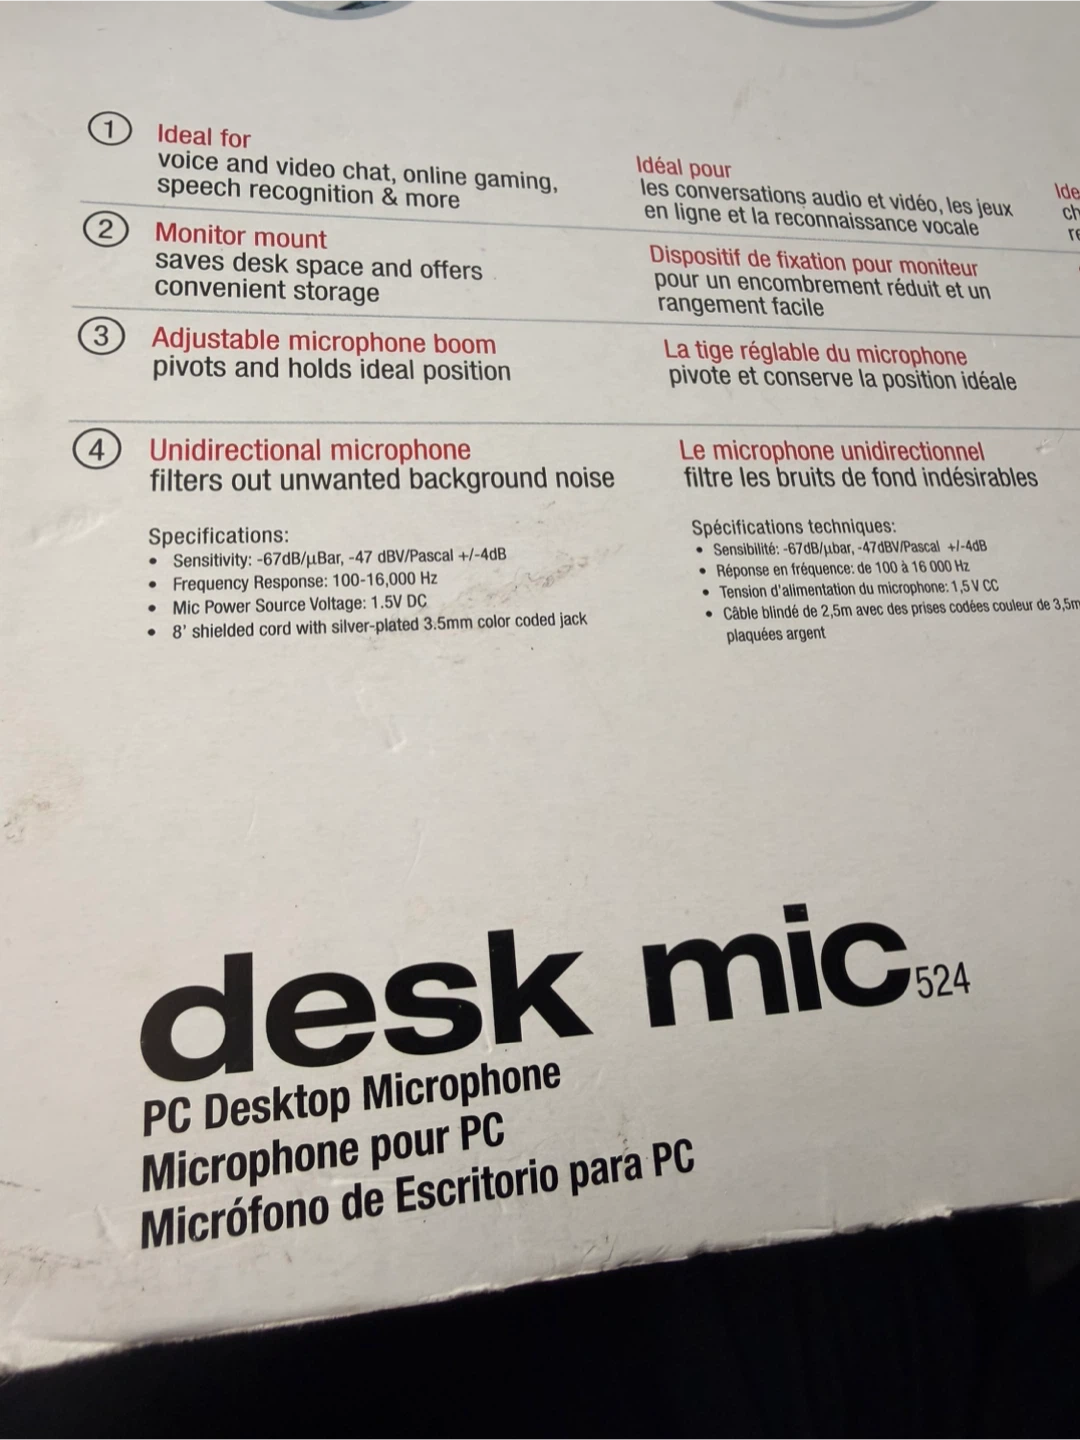 1
Ideal for
voice and video chat, online gaming,
speech recognition & more
2
Monitor mount
saves desk space and offers
convenient storage
3
Adjustable microphone boom
pivots and holds ideal position
4
Unidirectional microphone
filters out unwanted background noise
Specifications:
• Sensitivity: -67dB/µBar, -47 dBV/Pascal +/-4dB
• Frequency Response: 100-16,000 Hz
• Mic Power Source Voltage: 1.5V DC
• 8' shielded cord with silver-plated 3.5mm color coded jack
Idéal pour
les conversations audio et vidéo, les jeux
en ligne et la reconnaissance vocale
Dispositif de fixation pour moniteur
pour un encombrement réduit et un
rangement facile
La tige réglable du microphone
pivote et conserve la position idéale
Le microphone unidirectionnel
filtre les bruits de fond indésirables
Spécifications techniques:
• Sensibilité: -67dB/µbar, -47dBV/Pascal +/-4dB
• Réponse en fréquence: de 100 à 16 000 Hz
• Tension d'alimentation du microphone: 1,5 V CC
• Câble blindé de 2,5m avec des prises codées couleur de 3,5m
plaquées argent
Ide
ch
re
desk mic 524
PC Desktop Microphone
Microphone pour PC
Micrófono de Escritorio para PC